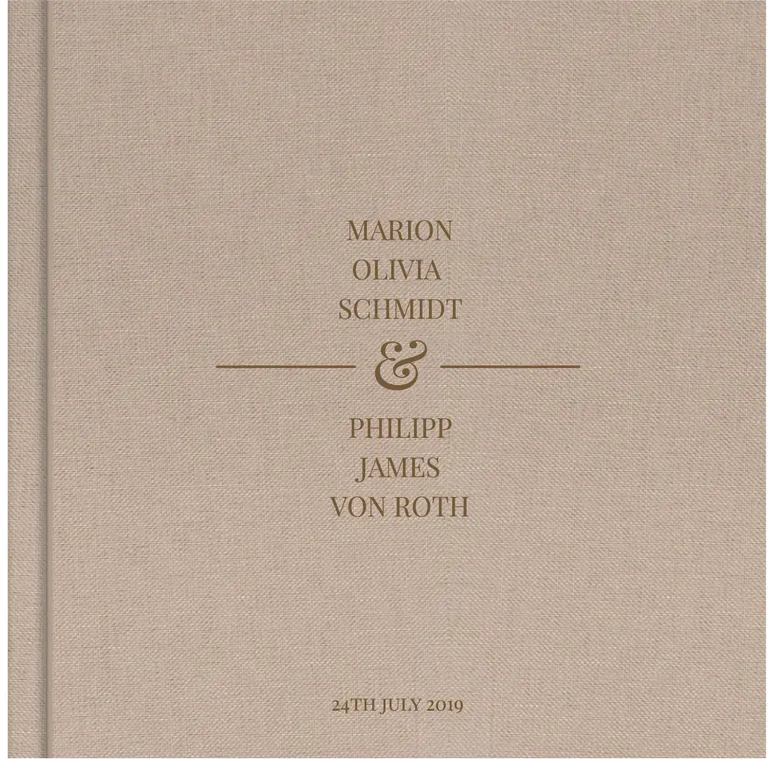 MARION
OLIVIA
SCHMIDT
&
PHILIPP
JAMES
VON ROTH
24TH JULY 2019